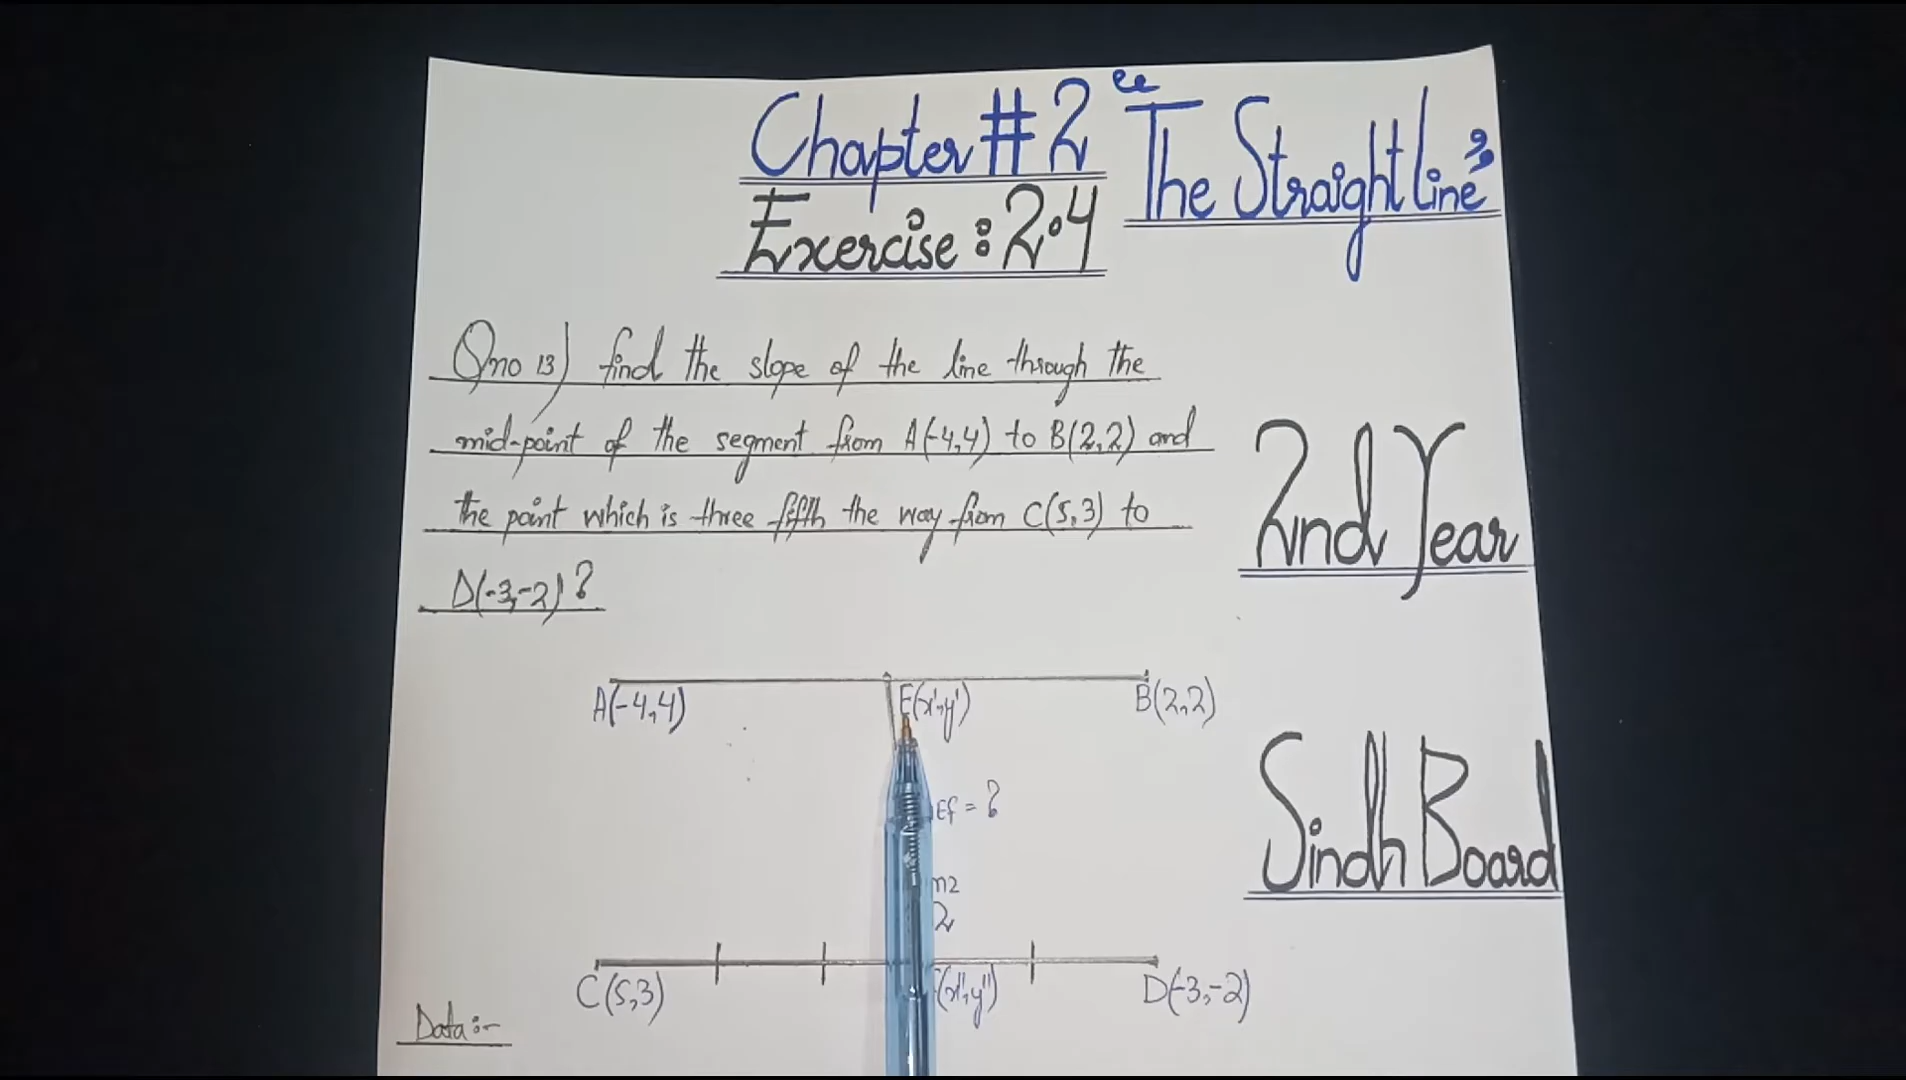 Chapter #2 "The Straight line"
Exercise: 2.4
Qno 13) find the slope of the line through the
mid-point of the segment from A(-4,4) to B(2,2) and
the point which is three fifth the way from C(5,3) to
D(-3,-2)?
2nd Year
A(-4,4) E(x',y') B(2,2)
Ef = ?
Sindh Board
m2
2
C(5,3) (x",y") D(-3,-2)
Data:-